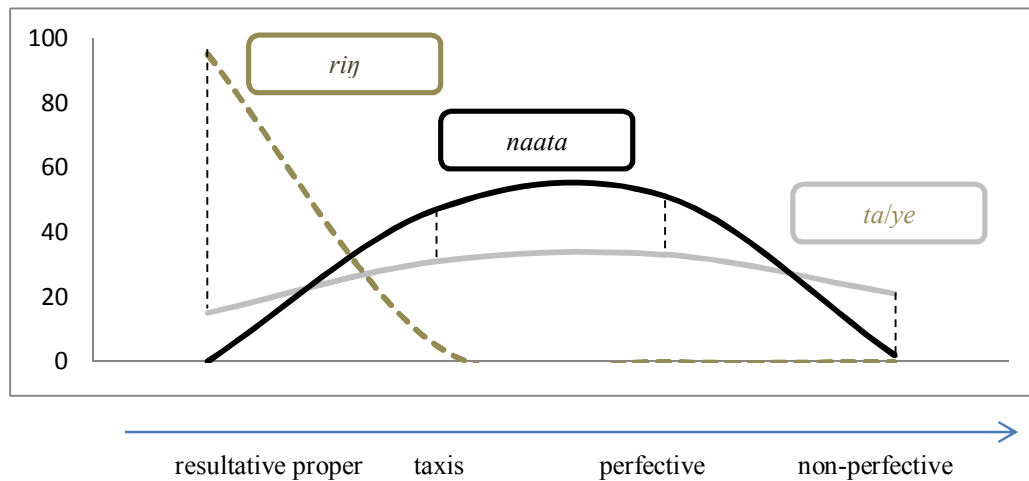 100
riŋ
80
naata
60
ta/ye
40
20
0
resultative proper taxis perfective non-perfective